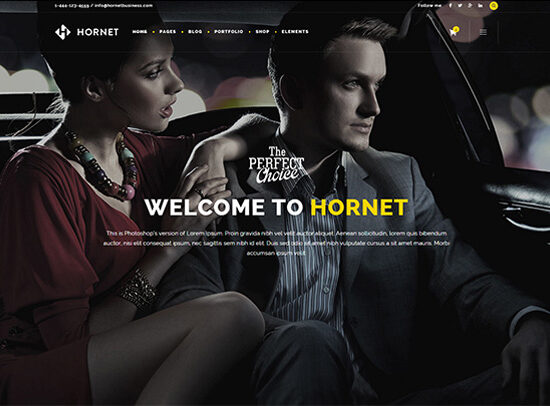 1-444-123-4559 / info@hornetbusiness.com
Follow me
HORNET
HOME PAGES BLOG PORTFOLIO SHOP ELEMENTS
The
PERFECT
Choice
WELCOME TO HORNET
This is Photoshop's version of Lorem Ipsum. Proin gravida nibh vel velit auctor aliquet. Aenean sollicitudin, lorem quis bibendum
auctor, nisi elit consequat ipsum, nec sagittis sem nibh id elit. Duis sed odio sit amet nibh vulputate cursus a sit amet mauris. Morbi
accumsan ipsum velit